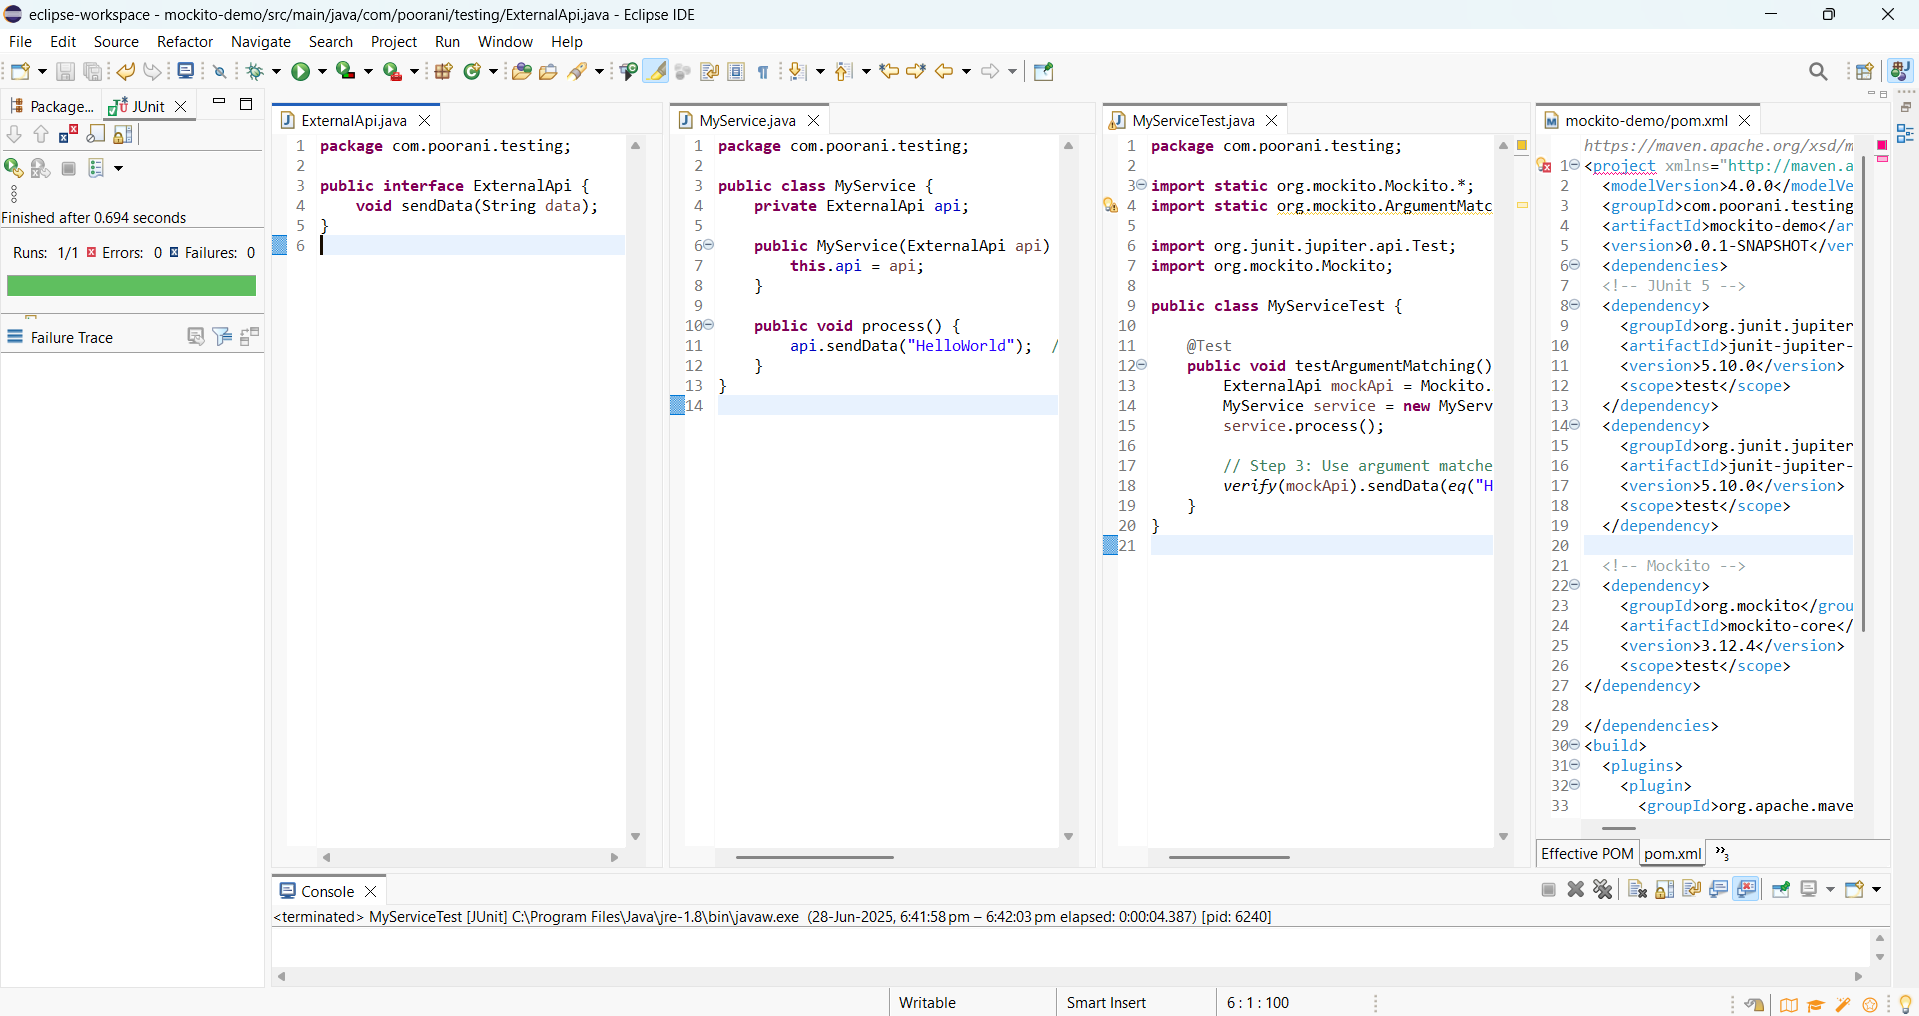 eclipse-workspace - mockito-demo/src/main/java/com/poorani/testing/ExternalApi.java - Eclipse IDE
File Edit Source Refactor Navigate Search Project Run Window Help
Package...
JUnit
Finished after 0.694 seconds
Runs: 1/1 Errors: 0 Failures: 0
Failure Trace
ExternalApi.java
1 package com.poorani.testing;
2
3 public interface ExternalApi {
4     void sendData(String data);
5 }
6
MyService.java
1 package com.poorani.testing;
2
3 public class MyService {
4     private ExternalApi api;
5
6     public MyService(ExternalApi api)
7         this.api = api;
8     }
9
10     public void process() {
11         api.sendData("HelloWorld");  /
12     }
13 }
14
MyServiceTest.java
1 package com.poorani.testing;
2
3 import static org.mockito.Mockito.*;
4 import static org.mockito.ArgumentMatc
5
6 import org.junit.jupiter.api.Test;
7 import org.mockito.Mockito;
8
9 public class MyServiceTest {
10
11     @Test
12     public void testArgumentMatching()
13         ExternalApi mockApi = Mockito.
14         MyService service = new MyServ
15         service.process();
16
17         // Step 3: Use argument matche
18         verify(mockApi).sendData(eq("H
19     }
20 }
21
mockito-demo/pom.xml
https://maven.apache.org/xsd/m
1 <project xmlns="http://maven.a
2   <modelVersion>4.0.0</modelVe
3   <groupId>com.poorani.testing
4   <artifactId>mockito-demo</ar
5   <version>0.0.1-SNAPSHOT</ver
6   <dependencies>
7   <!-- JUnit 5 -->
8   <dependency>
9     <groupId>org.junit.jupiter
10     <artifactId>junit-jupiter-
11     <version>5.10.0</version>
12     <scope>test</scope>
13   </dependency>
14   <dependency>
15     <groupId>org.junit.jupiter
16     <artifactId>junit-jupiter-
17     <version>5.10.0</version>
18     <scope>test</scope>
19   </dependency>
20
21   <!-- Mockito -->
22   <dependency>
23     <groupId>org.mockito</grou
24     <artifactId>mockito-core</
25     <version>3.12.4</version>
26     <scope>test</scope>
27 </dependency>
28
29 </dependencies>
30 <build>
31   <plugins>
32     <plugin>
33       <groupId>org.apache.mave
Effective POM pom.xml »3
Console
<terminated> MyServiceTest [JUnit] C:\Program Files\Java\jre-1.8\bin\javaw.exe (28-Jun-2025, 6:41:58 pm – 6:42:03 pm elapsed: 0:00:04.387) [pid: 6240]
Writable Smart Insert 6 : 1 : 100